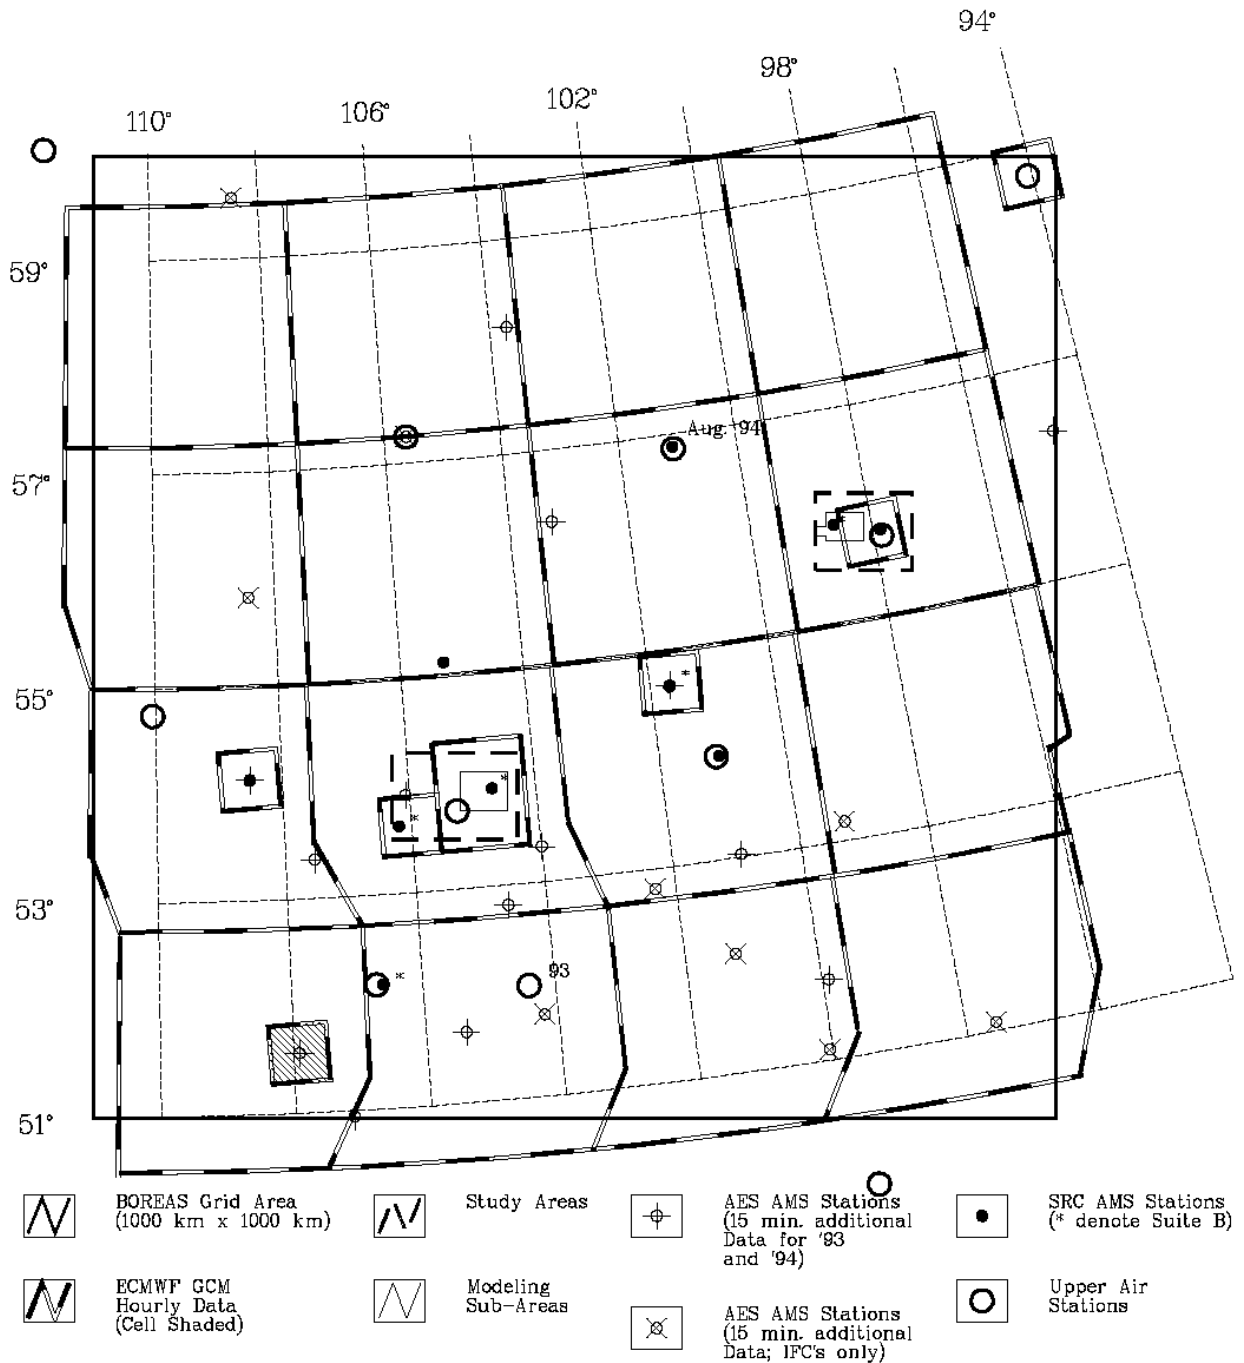 94°
98°
102°
106°
110°
59°
Aug. 94
57°
*
*
55°
*
*
53°
93
*
51°
BOREAS Grid Area
(1000 km x 1000 km)
Study Areas
AES AMS Stations
(15 min. additional
Data for '93
and '94)
SRC AMS Stations
(* denote Suite B)
ECMWF GCM
Hourly Data
(Cell Shaded)
Modeling
Sub-Areas
AES AMS Stations
(15 min. additional
Data; IFC's only)
Upper Air
Stations